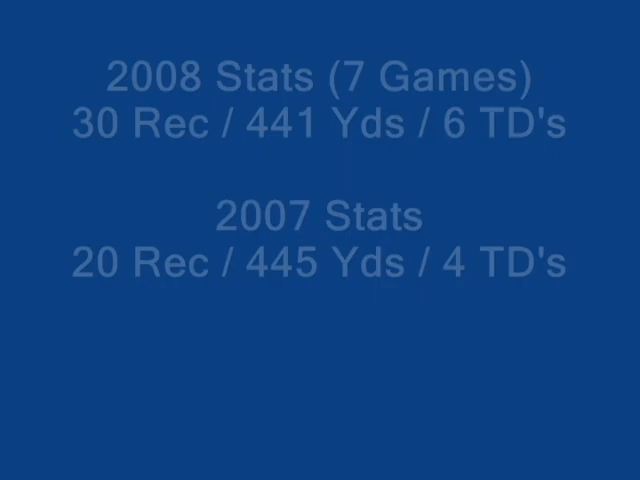 2008 Stats (7 Games)
30 Rec / 441 Yds / 6 TD's
2007 Stats
20 Rec / 445 Yds / 4 TD's